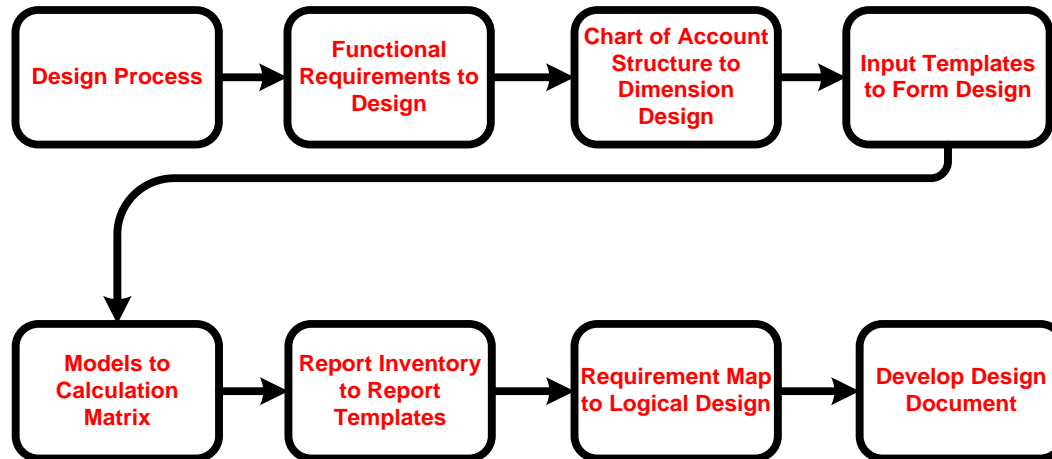 Design Process
Functional
Requirements to
Design
Chart of Account
Structure to
Dimension
Design
Input Templates
to Form Design
Models to
Calculation
Matrix
Report Inventory
to Report
Templates
Requirement Map
to Logical Design
Develop Design
Document